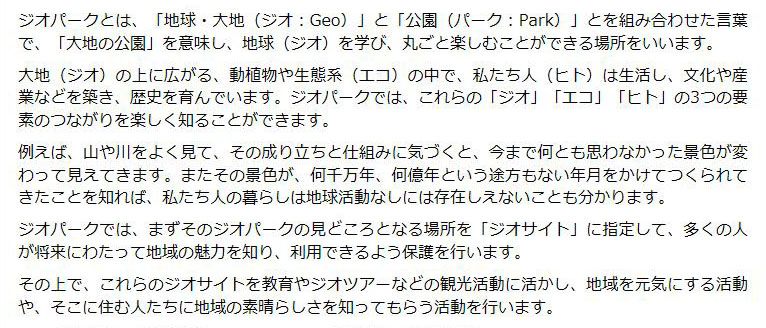 ジオパークとは、「地球・大地（ジオ：Geo）」と「公園（パーク：Park）」とを組み合わせた言葉
で、「大地の公園」を意味し、地球（ジオ）を学び、丸ごと楽しむことができる場所をいいます。
大地（ジオ）の上に広がる、動植物や生態系（エコ）の中で、私たち人（ヒト）は生活し、文化や産
業などを築き、歴史を育んでいます。ジオパークでは、これらの「ジオ」「エコ」「ヒト」の3つの要
素のつながりを楽しく知ることができます。
例えば、山や川をよく見て、その成り立ちと仕組みに気づくと、今まで何とも思わなかった景色が変
わって見えてきます。またその景色が、何千万年、何億年という途方もない年月をかけてつくられて
きたことを知れば、私たち人の暮らしは地球活動なしには存在しえないことも分かります。
ジオパークでは、まずそのジオパークの見どころとなる場所を「ジオサイト」に指定して、多くの人
が将来にわたって地域の魅力を知り、利用できるよう保護を行います。
その上で、これらのジオサイトを教育やジオツアーなどの観光活動に活かし、地域を元気にする活動
や、そこに住む人たちに地域の素晴らしさを知ってもらう活動を行います。